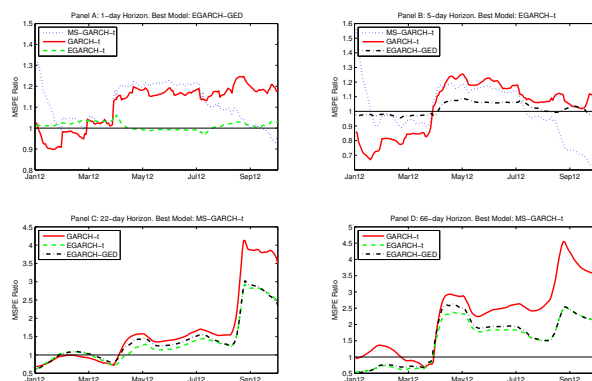 Panel A: 1-day Horizon. Best Model: EGARCH-GED
1.4
1.3
1.2
1.1
1
0.9
0.8
MSPE Ratio
MS-GARCH-t
GARCH-t
EGARCH-t
Jan12 Mar12 May12 Jul12 Sep12
Panel B: 5-day Horizon. Best Model: EGARCH-t
1.6
1.5
1.4
1.3
1.2
1.1
1
0.9
0.8
0.7
MSPE Ratio
MS-GARCH-t
GARCH-t
EGARCH-GED
Jan12 Mar12 May12 Jul12 Sep12
Panel C: 22-day Horizon. Best Model: MS-GARCH-t
4.5
4
3.5
3
2.5
2
1.5
1
0.5
MSPE Ratio
GARCH-t
EGARCH-t
EGARCH-GED
Jan12 Mar12 May12 Jul12 Sep12
Panel D: 66-day Horizon. Best Model: MS-GARCH-t
5
4.5
4
3.5
3
2.5
2
1.5
1
0.5
MSPE Ratio
GARCH-t
EGARCH-t
EGARCH-GED
Jan12 Mar12 May12 Jul12 Sep12